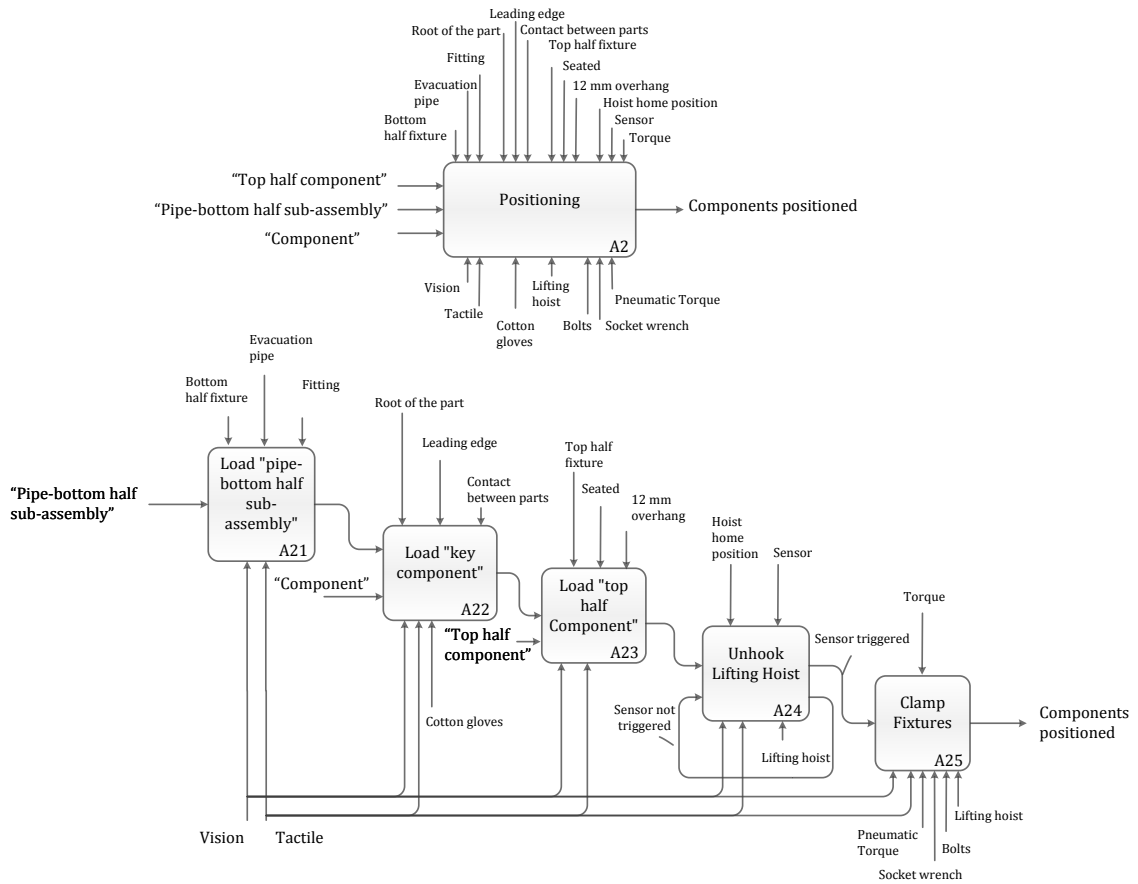 Leading edge
Root of the part
Contact between parts
Top half fixture
Fitting
Seated
Evacuation
pipe
12 mm overhang
Hoist home position
Bottom
half fixture
Sensor
Torque
“Top half component”
“Pipe-bottom half sub-assembly”
“Component”
Positioning
A2
Components positioned
Vision
Tactile
Cotton
gloves
Lifting
hoist
Bolts
Pneumatic Torque
Socket wrench
Evacuation
pipe
Bottom
half fixture
Fitting
Root of the part
Leading edge
Contact
between parts
Top half
fixture
Seated
12 mm
overhang
Hoist
home
position
Sensor
Torque
“Pipe-bottom half
sub-assembly”
Load "pipe-
bottom half
sub-
assembly"
A21
“Component”
Load "key
component"
A22
“Top half
component”
Load "top
half
Component"
A23
Unhook
Lifting Hoist
A24
Sensor triggered
Sensor not
triggered
Clamp
Fixtures
A25
Components
positioned
Cotton gloves
Lifting hoist
Vision
Tactile
Lifting hoist
Pneumatic
Torque
Bolts
Socket wrench